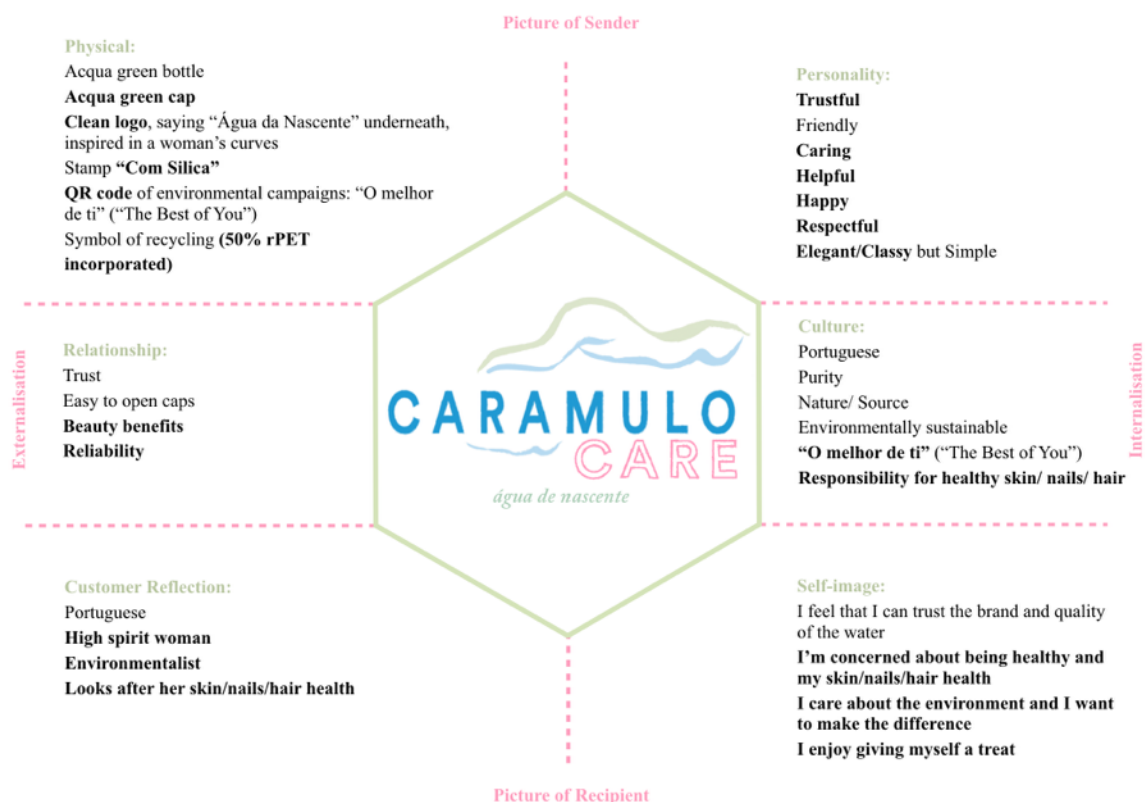 Picture of Sender
Physical:
Acqua green bottle
Acqua green cap
Clean logo, saying “Água da Nascente” underneath,
inspired in a woman’s curves
Stamp “Com Silica”
QR code of environmental campaigns: “O melhor
de ti” (“The Best of You”)
Symbol of recycling (50% rPET
incorporated)
Personality:
Trustful
Friendly
Caring
Helpful
Happy
Respectful
Elegant/Classy but Simple
Externalisation
Relationship:
Trust
Easy to open caps
Beauty benefits
Reliability
CARAMULO
CARE
água de nascente
Culture:
Portuguese
Purity
Nature/ Source
Environmentally sustainable
“O melhor de ti” (“The Best of You”)
Responsibility for healthy skin/ nails/ hair
Internalisation
Customer Reflection:
Portuguese
High spirit woman
Environmentalist
Looks after her skin/nails/hair health
Self-image:
I feel that I can trust the brand and quality
of the water
I’m concerned about being healthy and
my skin/nails/hair health
I care about the environment and I want
to make the difference
I enjoy giving myself a treat
Picture of Recipient